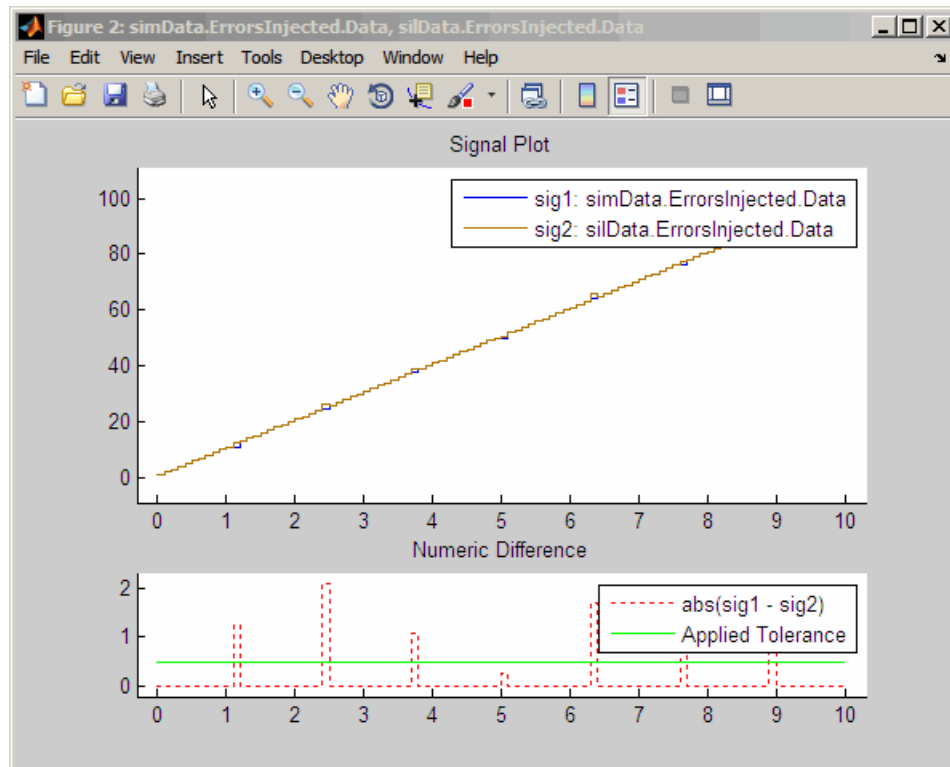 Figure 2: simData.ErrorsInjected.Data, silData.ErrorsInjected.Data
File Edit View Insert Tools Desktop Window Help
Signal Plot
sig1: simData.ErrorsInjected.Data
sig2: silData.ErrorsInjected.Data
100
80
60
40
20
0
0 1 2 3 4 5 6 7 8 9 10
Numeric Difference
abs(sig1 - sig2)
Applied Tolerance
2
1
0
0 1 2 3 4 5 6 7 8 9 10